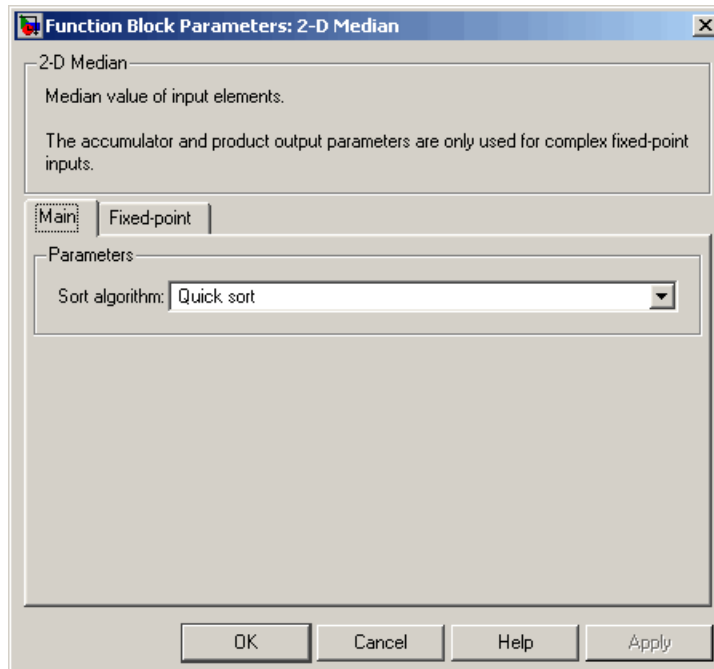 Function Block Parameters: 2-D Median
2-D Median
Median value of input elements.
The accumulator and product output parameters are only used for complex fixed-point
inputs.
Main
Fixed-point
Parameters
Sort algorithm: Quick sort
OK
Cancel
Help
Apply